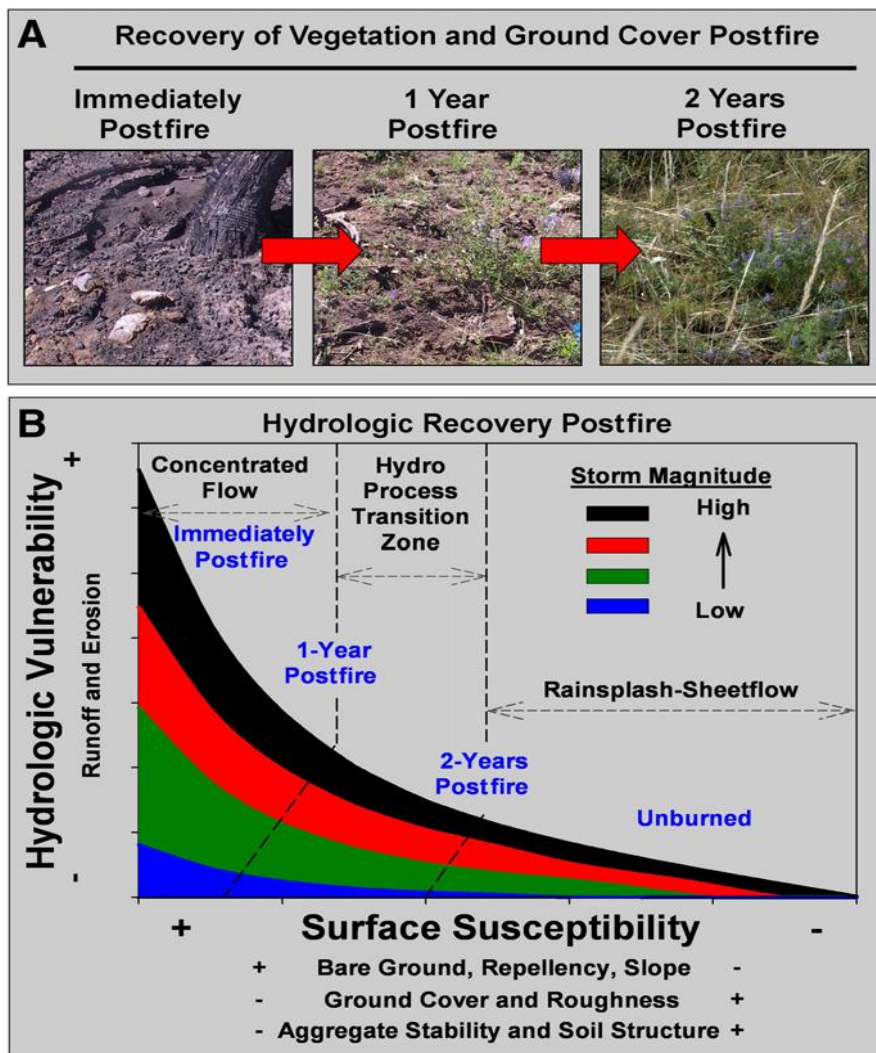 A
Recovery of Vegetation and Ground Cover Postfire
Immediately
Postfire
1 Year
Postfire
2 Years
Postfire
B
Hydrologic Recovery Postfire
Hydrologic Vulnerability
Runoff and Erosion
+
-
Concentrated
Flow
Immediately
Postfire
Hydro
Process
Transition
Zone
Storm Magnitude
High
Low
1-Year
Postfire
Rainsplash-Sheetflow
2-Years
Postfire
Unburned
+ Surface Susceptibility -
+ Bare Ground, Repellency, Slope -
- Ground Cover and Roughness +
- Aggregate Stability and Soil Structure +